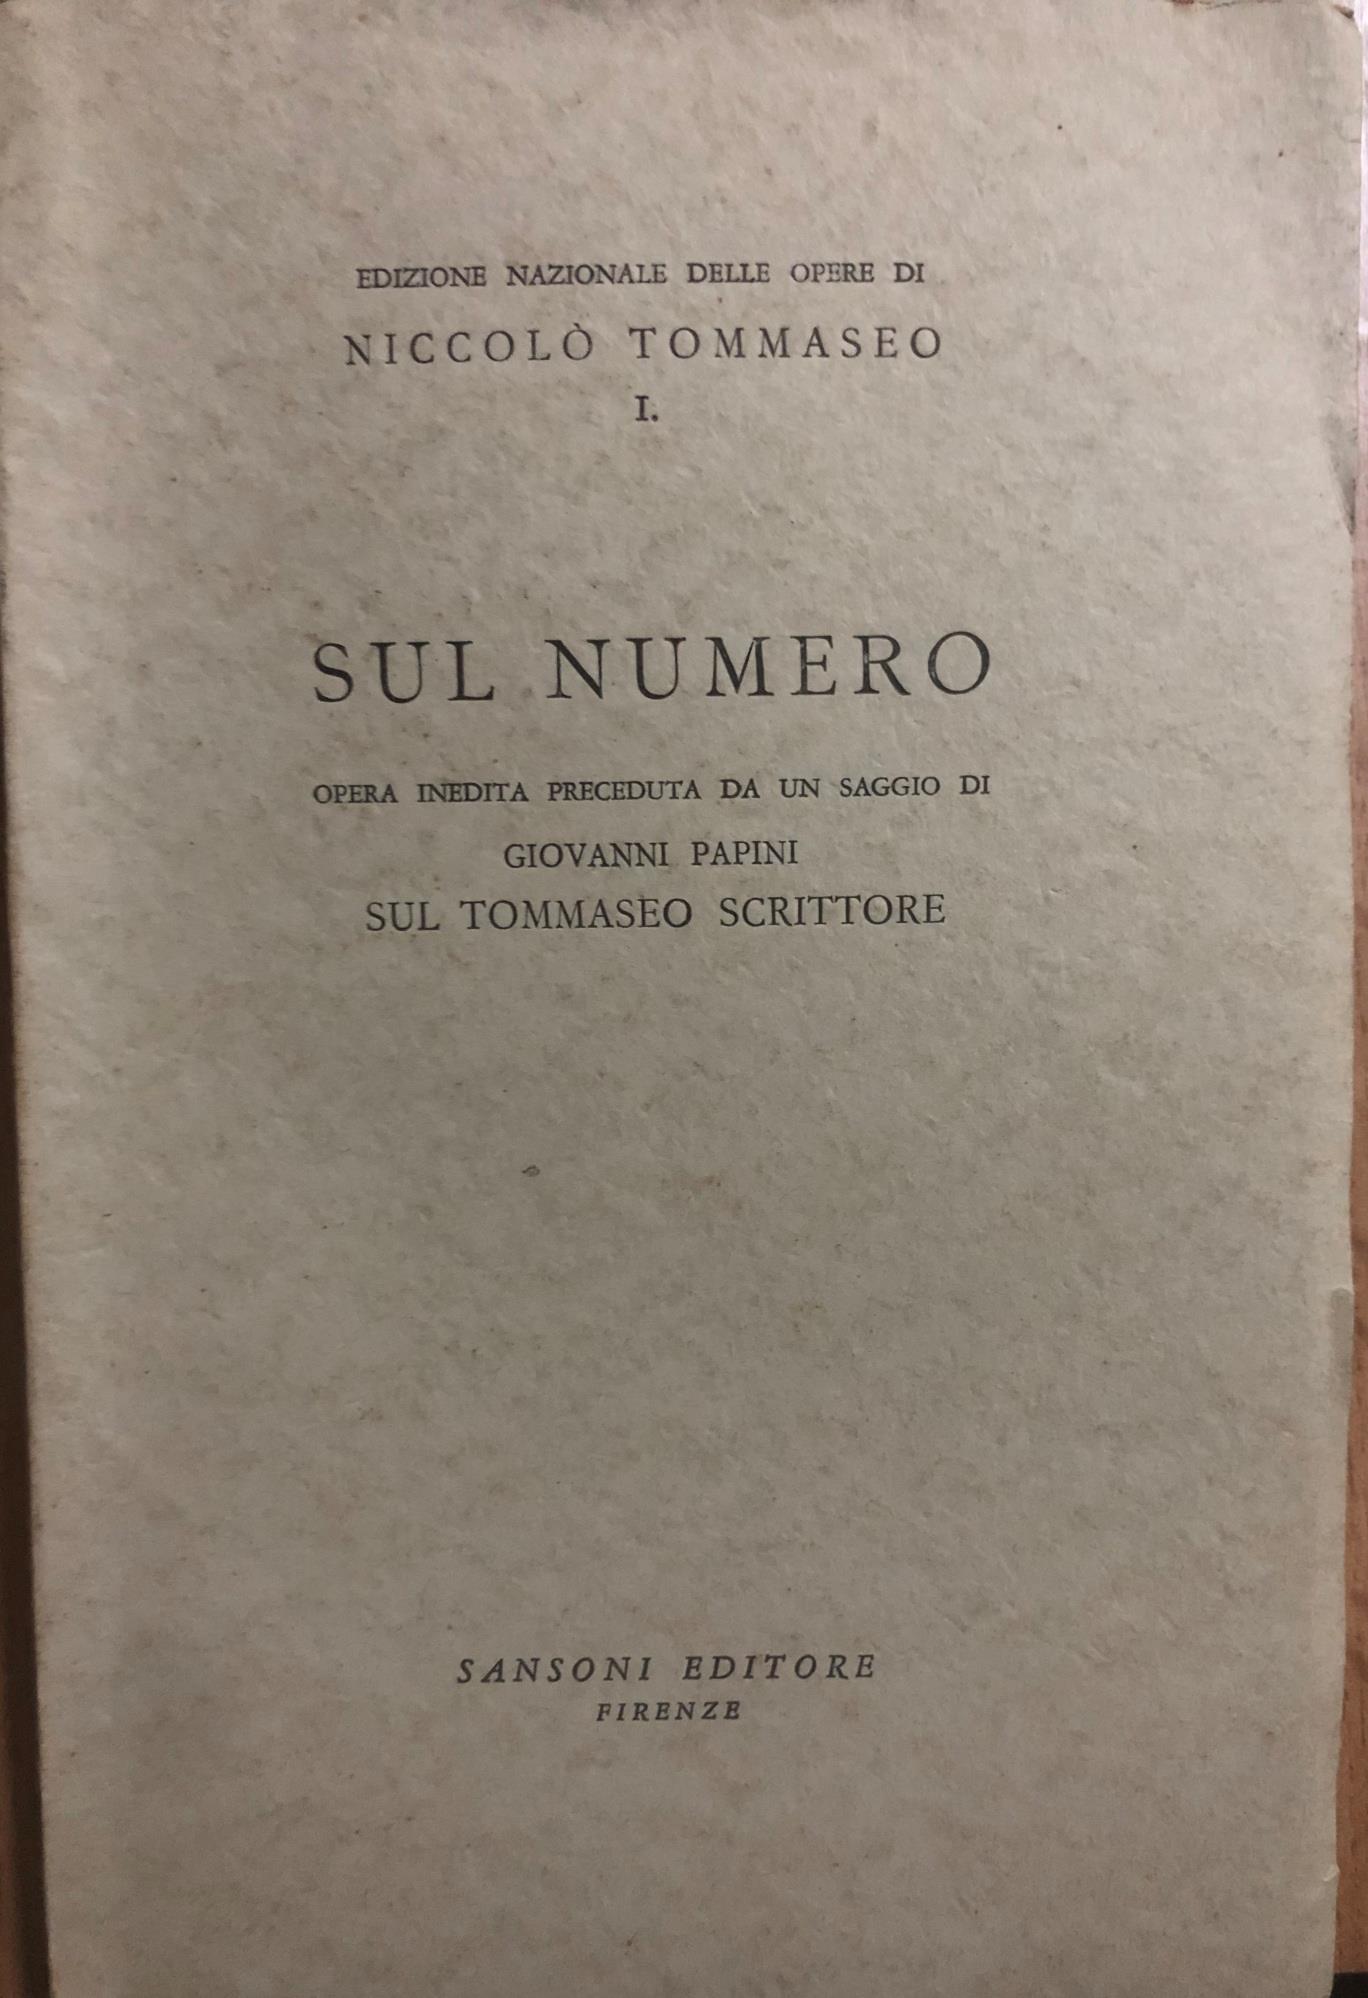 EDIZIONE NAZIONALE DELLE OPERE DI
NICCOLÒ TOMMASEO
I.
SUL NUMERO
OPERA INEDITA PRECEDUTA DA UN SAGGIO DI
GIOVANNI PAPINI
SUL TOMMASEO SCRITTORE
SANSONI EDITORE
FIRENZE